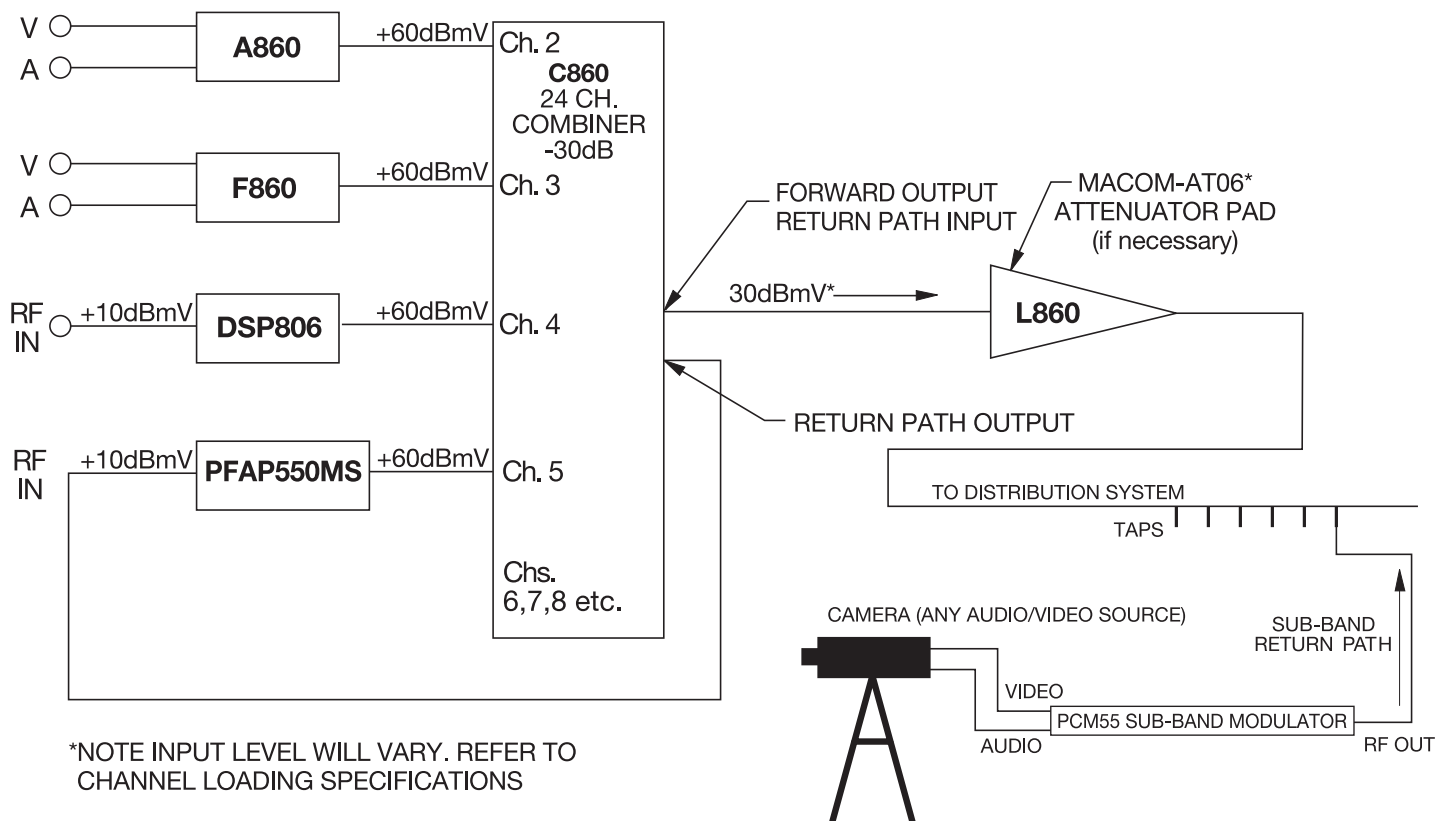 V
A
A860
+60dBmV
Ch. 2
C860
24 CH.
COMBINER
-30dB
V
A
F860
+60dBmV
Ch. 3
FORWARD OUTPUT
RETURN PATH INPUT
MACOM-AT06*
ATTENUATOR PAD
(if necessary)
RF
IN
+10dBmV
DSP806
+60dBmV
Ch. 4
30dBmV*
L860
RETURN PATH OUTPUT
RF
IN
+10dBmV
PFAP550MS
+60dBmV
Ch. 5
TO DISTRIBUTION SYSTEM
TAPS
Chs.
6,7,8 etc.
CAMERA (ANY AUDIO/VIDEO SOURCE)
SUB-BAND
RETURN PATH
VIDEO
PCM55 SUB-BAND MODULATOR
AUDIO
RF OUT
*NOTE INPUT LEVEL WILL VARY. REFER TO
CHANNEL LOADING SPECIFICATIONS